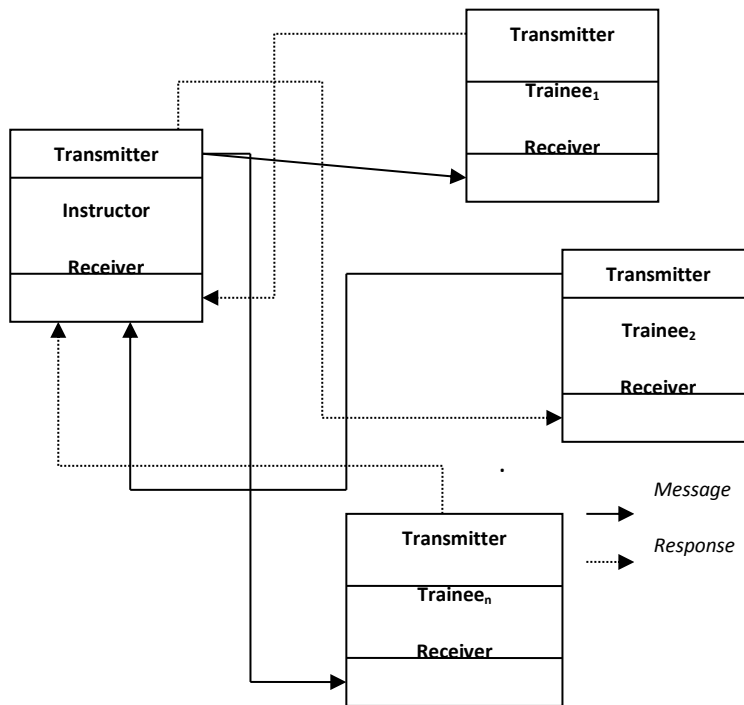 Transmitter
Trainee₁
Receiver
Transmitter
Instructor
Receiver
Transmitter
Trainee₂
Receiver
.
Message
Response
Transmitter
Traineeₙ
Receiver